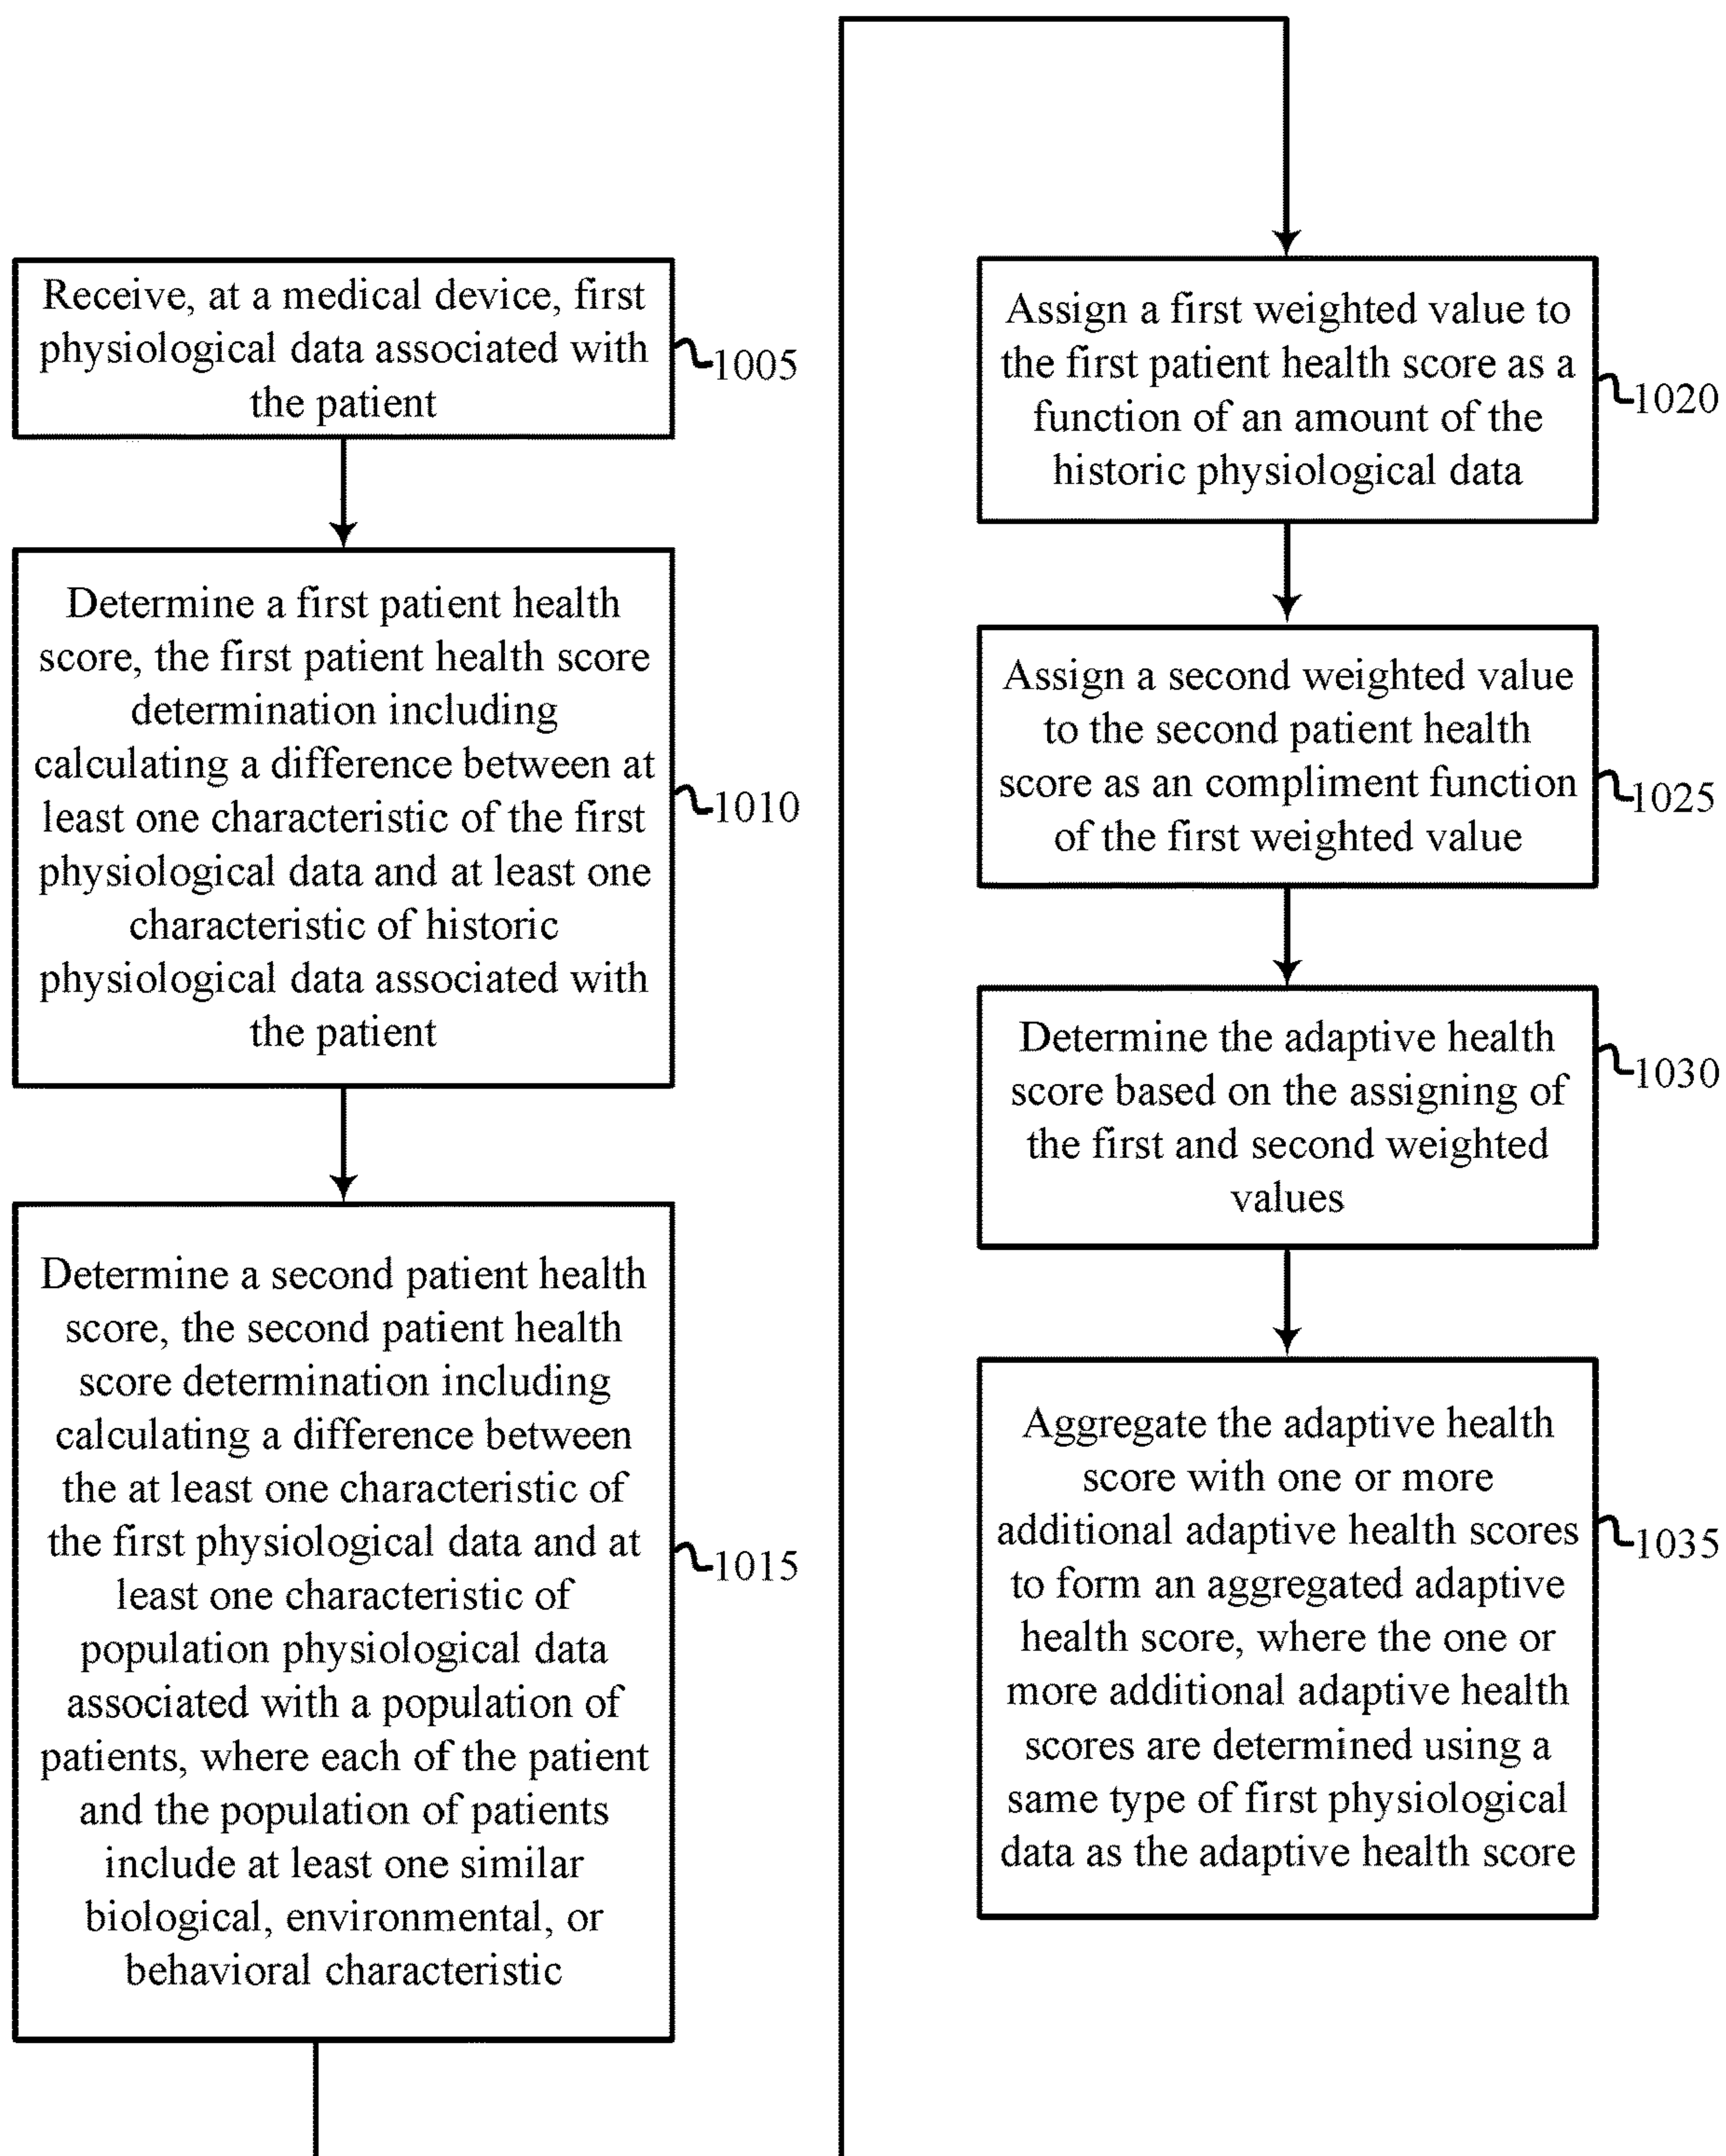 Receive, at a medical device, first
physiological data associated with
the patient
1005
Determine a first patient health
score, the first patient health score
determination including
calculating a difference between at
least one characteristic of the first
physiological data and at least one
characteristic of historic
physiological data associated with
the patient
1010
Determine a second patient health
score, the second patient health
score determination including
calculating a difference between
the at least one characteristic of
the first physiological data and at
least one characteristic of
population physiological data
associated with a population of
patients, where each of the patient
and the population of patients
include at least one similar
biological, environmental, or
behavioral characteristic
1015
Assign a first weighted value to
the first patient health score as a
function of an amount of the
historic physiological data
1020
Assign a second weighted value
to the second patient health
score as an compliment function
of the first weighted value
1025
Determine the adaptive health
score based on the assigning of
the first and second weighted
values
1030
Aggregate the adaptive health
score with one or more
additional adaptive health scores
to form an aggregated adaptive
health score, where the one or
more additional adaptive health
scores are determined using a
same type of first physiological
data as the adaptive health score
1035